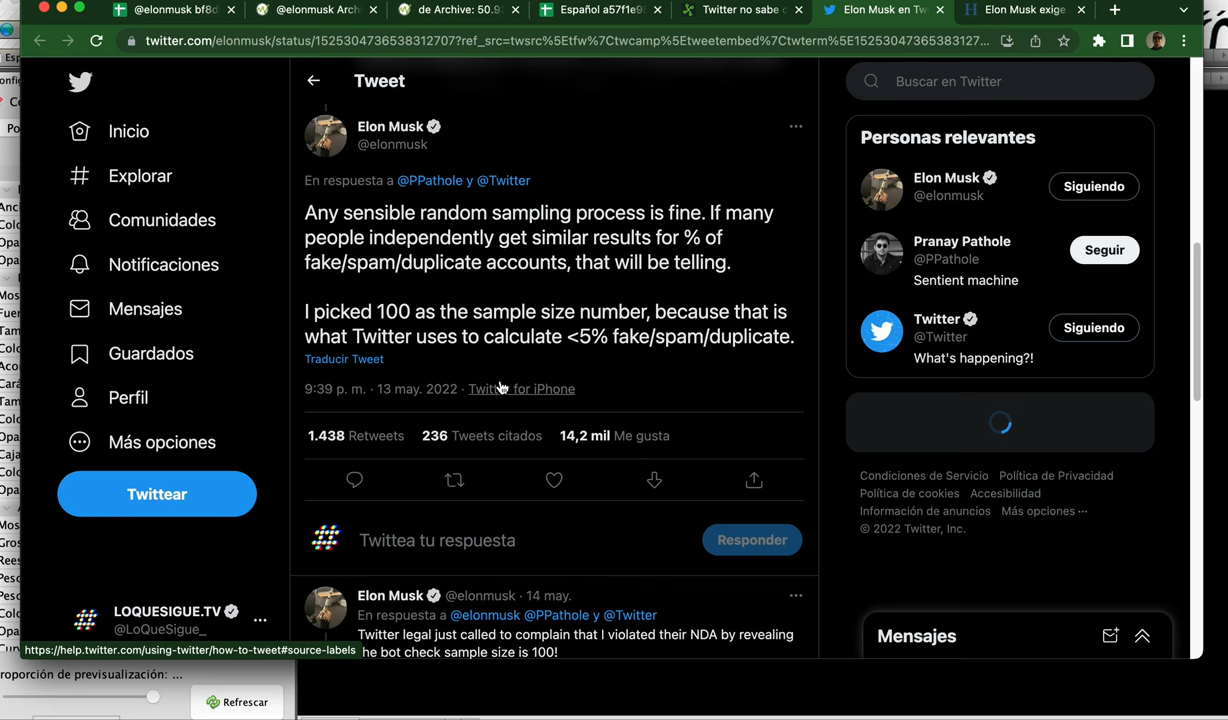 @elonmusk bf8d
@elonmusk Arch
de Archive: 50.9
Español a57f1e9
Twitter no sabe c
Elon Musk en Tw
Elon Musk exige
twitter.com/elonmusk/status/1525304736538312707?ref_src=twsrc%5Etfw%7Ctwcamp%5Etweetembed%7Ctwterm%5E15253047365383127...
Inicio
Explorar
Comunidades
Notificaciones
Mensajes
Guardados
Perfil
Más opciones
Twittear
LOQUESIGUE.TV
@LoQueSigue_
https://help.twitter.com/using-twitter/how-to-tweet#source-labels
Tweet
Elon Musk
@elonmusk
En respuesta a @PPathole y @Twitter
Any sensible random sampling process is fine. If many
people independently get similar results for % of
fake/spam/duplicate accounts, that will be telling.
I picked 100 as the sample size number, because that is
what Twitter uses to calculate <5% fake/spam/duplicate.
Traducir Tweet
9:39 p. m. · 13 may. 2022 · Twitter for iPhone
1.438 Retweets 236 Tweets citados 14,2 mil Me gusta
Twittea tu respuesta
Responder
Elon Musk @elonmusk · 14 may.
En respuesta a @elonmusk @PPathole y @Twitter
Twitter legal just called to complain that I violated their NDA by revealing
the bot check sample size is 100!
Buscar en Twitter
Personas relevantes
Elon Musk
@elonmusk
Siguiendo
Pranay Pathole
@PPathole
Seguir
Sentient machine
Twitter
@Twitter
Siguiendo
What's happening?!
Condiciones de Servicio Política de Privacidad
Política de cookies Accesibilidad
Información de anuncios Más opciones ···
© 2022 Twitter, Inc.
Mensajes
roporción de previsualización: ...
Refrescar